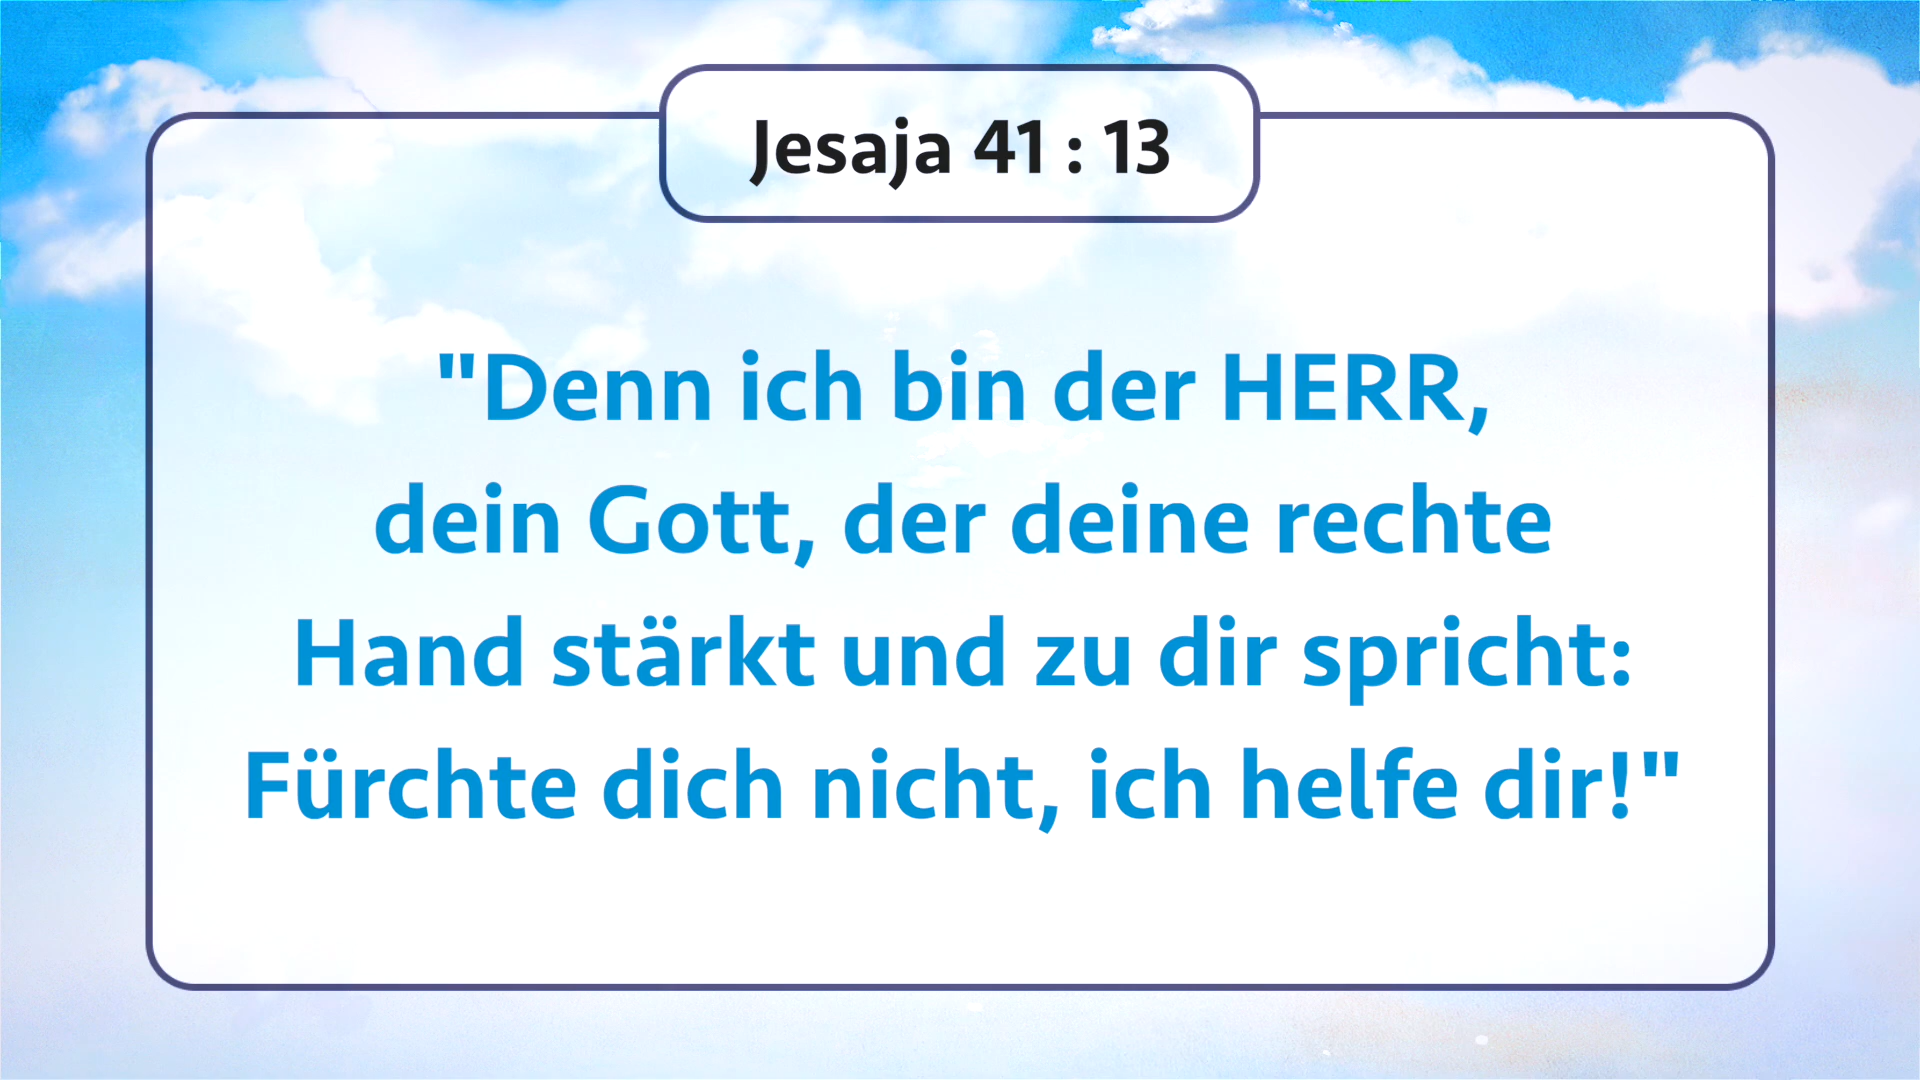 Jesaja 41 : 13
"Denn ich bin der HERR,
dein Gott, der deine rechte
Hand stärkt und zu dir spricht:
Fürchte dich nicht, ich helfe dir!"